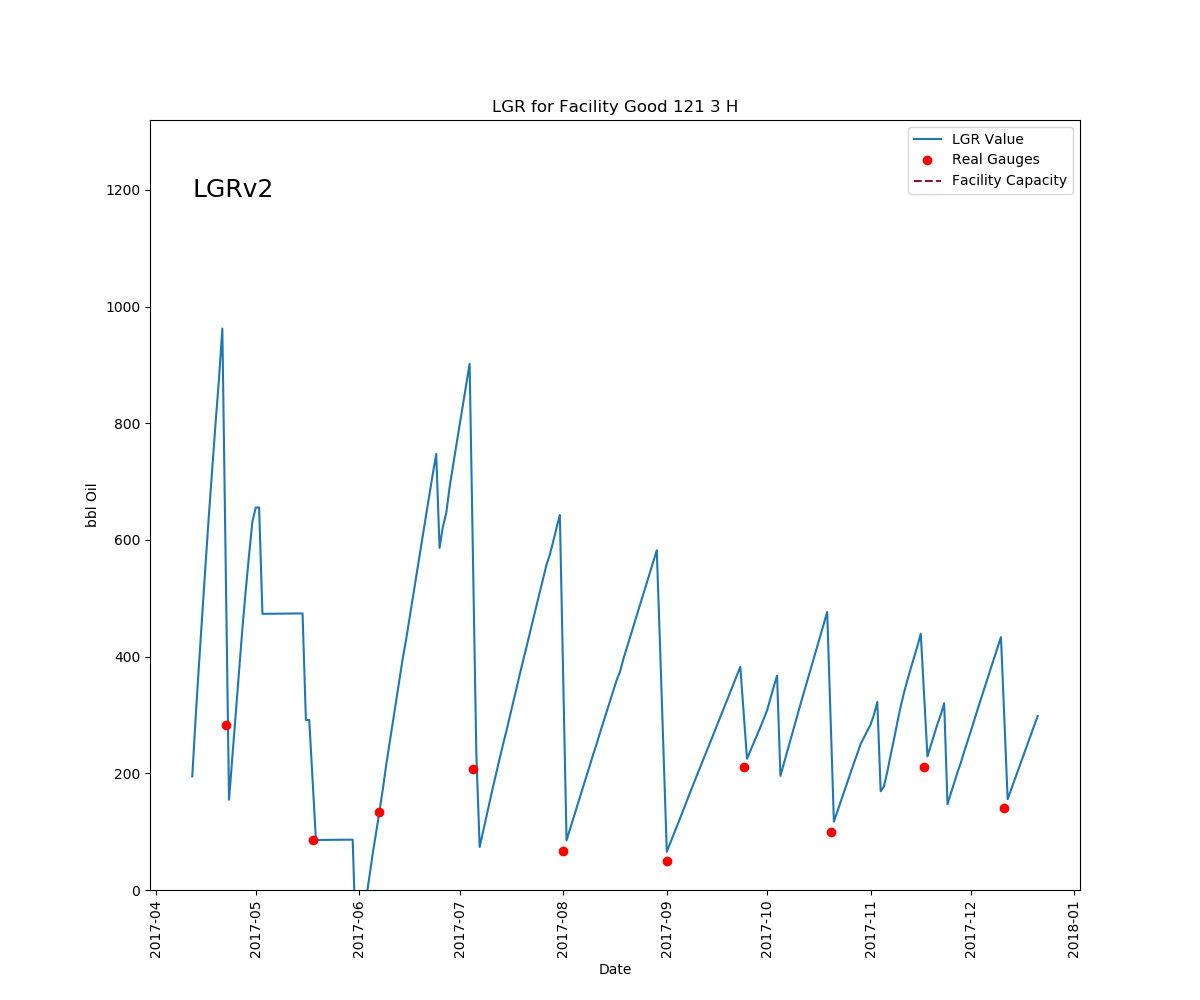 LGR for Facility Good 121 3 H
LGRv2
LGR Value
Real Gauges
Facility Capacity
bbl Oil
1200
1000
800
600
400
200
0
2017-04
2017-05
2017-06
2017-07
2017-08
2017-09
2017-10
2017-11
2017-12
2018-01
Date